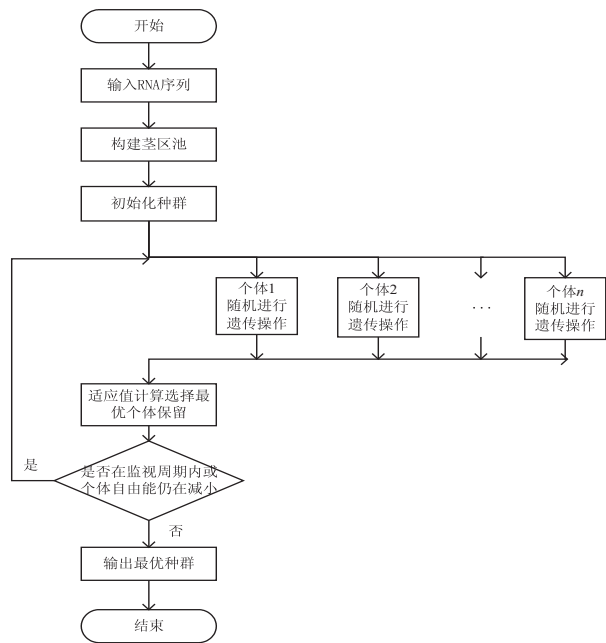 开始
输入RNA序列
构建茎区池
初始化种群
个体1
随机进行
遗传操作
个体2
随机进行
遗传操作
···
个体n
随机进行
遗传操作
适应值计算选择最
优个体保留
是否在监视周期内或
个体自由能仍在减小
是
否
输出最优种群
结束